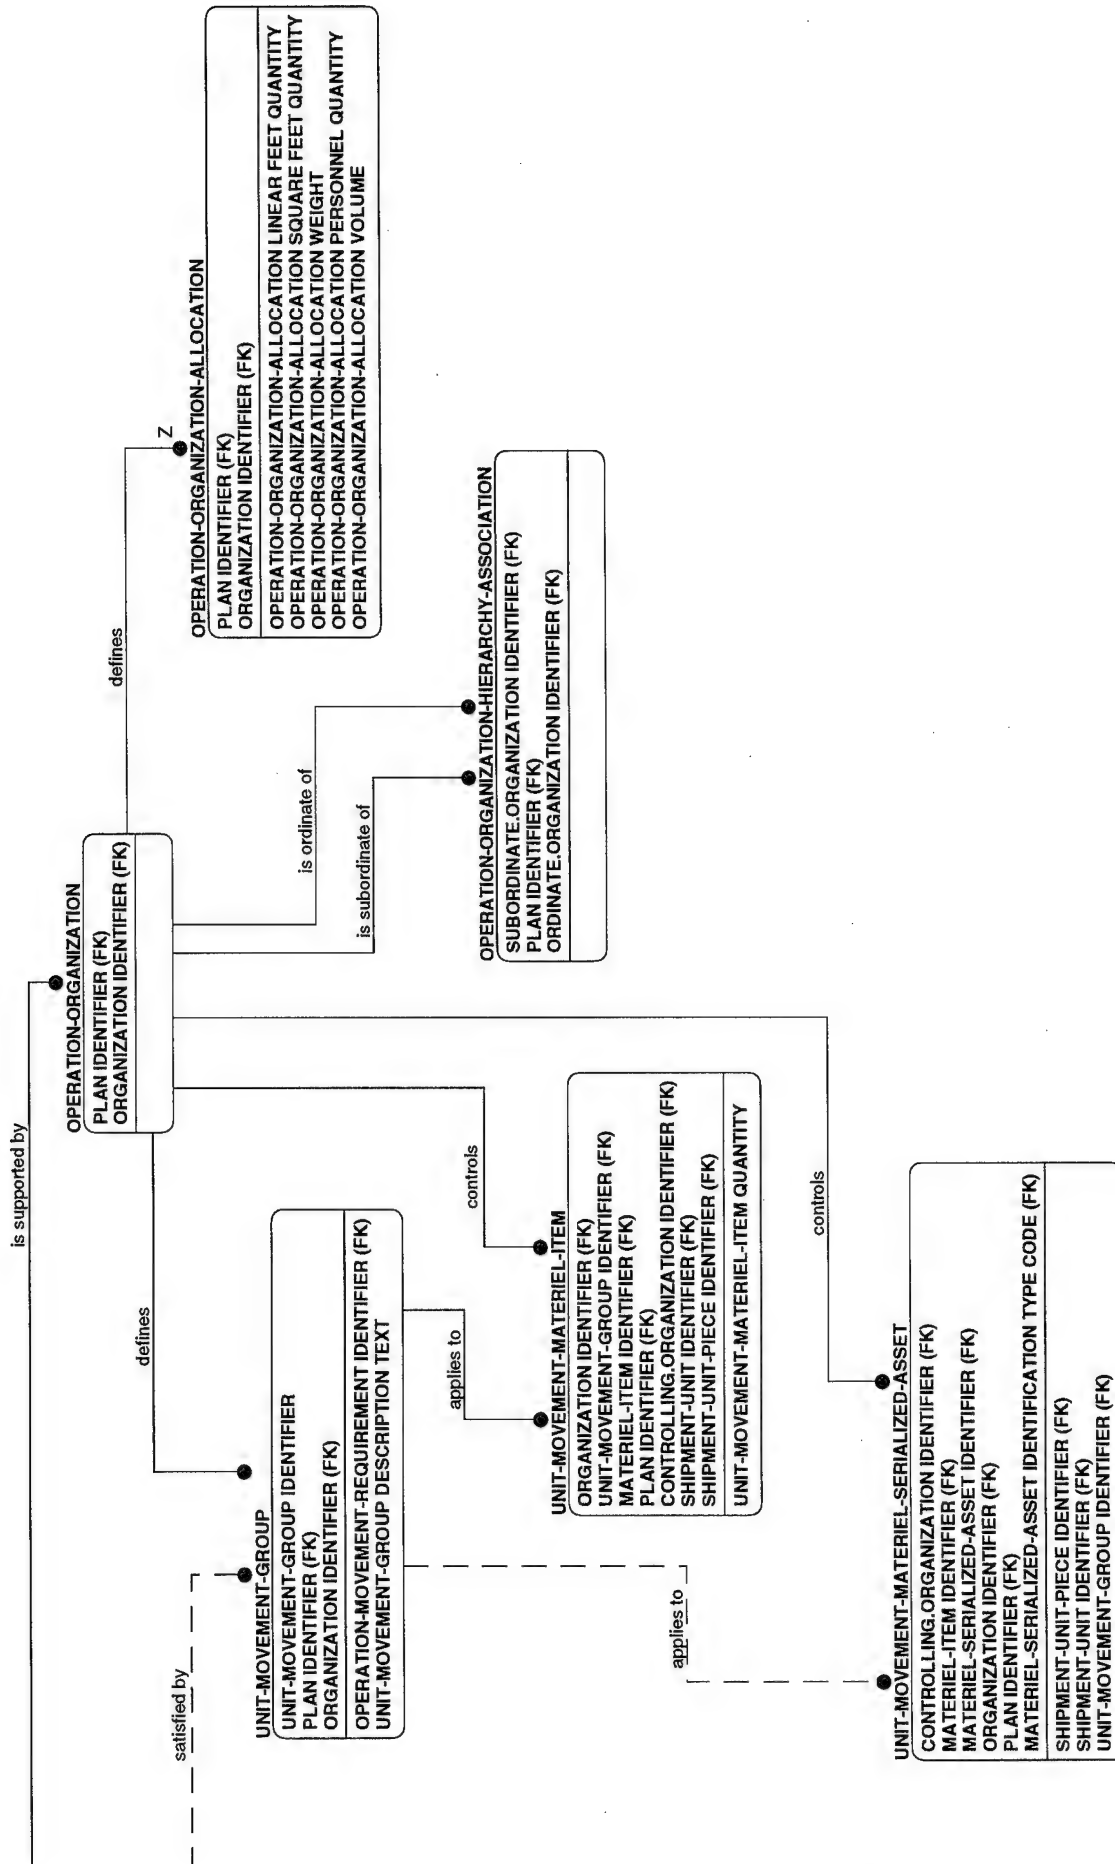 is supported by
OPERATION-ORGANIZATION
PLAN IDENTIFIER (FK)
ORGANIZATION IDENTIFIER (FK)
defines
Z
OPERATION-ORGANIZATION-ALLOCATION
PLAN IDENTIFIER (FK)
ORGANIZATION IDENTIFIER (FK)
OPERATION-ORGANIZATION-ALLOCATION LINEAR FEET QUANTITY
OPERATION-ORGANIZATION-ALLOCATION SQUARE FEET QUANTITY
OPERATION-ORGANIZATION-ALLOCATION WEIGHT
OPERATION-ORGANIZATION-ALLOCATION PERSONNEL QUANTITY
OPERATION-ORGANIZATION-ALLOCATION VOLUME
defines
satisfied by
UNIT-MOVEMENT-GROUP
UNIT-MOVEMENT-GROUP IDENTIFIER
PLAN IDENTIFIER (FK)
ORGANIZATION IDENTIFIER (FK)
OPERATION-MOVEMENT-REQUIREMENT IDENTIFIER (FK)
UNIT-MOVEMENT-GROUP DESCRIPTION TEXT
is ordinate of
is subordinate of
OPERATION-ORGANIZATION-HIERARCHY-ASSOCIATION
SUBORDINATE.ORGANIZATION IDENTIFIER (FK)
PLAN IDENTIFIER (FK)
ORDINATE.ORGANIZATION IDENTIFIER (FK)
applies to
controls
UNIT-MOVEMENT-MATERIEL-ITEM
ORGANIZATION IDENTIFIER (FK)
UNIT-MOVEMENT-GROUP IDENTIFIER (FK)
MATERIEL-ITEM IDENTIFIER (FK)
PLAN IDENTIFIER (FK)
CONTROLLING.ORGANIZATION IDENTIFIER (FK)
SHIPMENT-UNIT IDENTIFIER (FK)
SHIPMENT-UNIT-PIECE IDENTIFIER (FK)
UNIT-MOVEMENT-MATERIEL-ITEM QUANTITY
applies to
controls
UNIT-MOVEMENT-MATERIEL-SERIALIZED-ASSET
CONTROLLING.ORGANIZATION IDENTIFIER (FK)
MATERIEL-ITEM IDENTIFIER (FK)
MATERIEL-SERIALIZED-ASSET IDENTIFIER (FK)
ORGANIZATION IDENTIFIER (FK)
PLAN IDENTIFIER (FK)
MATERIEL-SERIALIZED-ASSET IDENTIFICATION TYPE CODE (FK)
SHIPMENT-UNIT-PIECE IDENTIFIER (FK)
SHIPMENT-UNIT IDENTIFIER (FK)
UNIT-MOVEMENT-GROUP IDENTIFIER (FK)